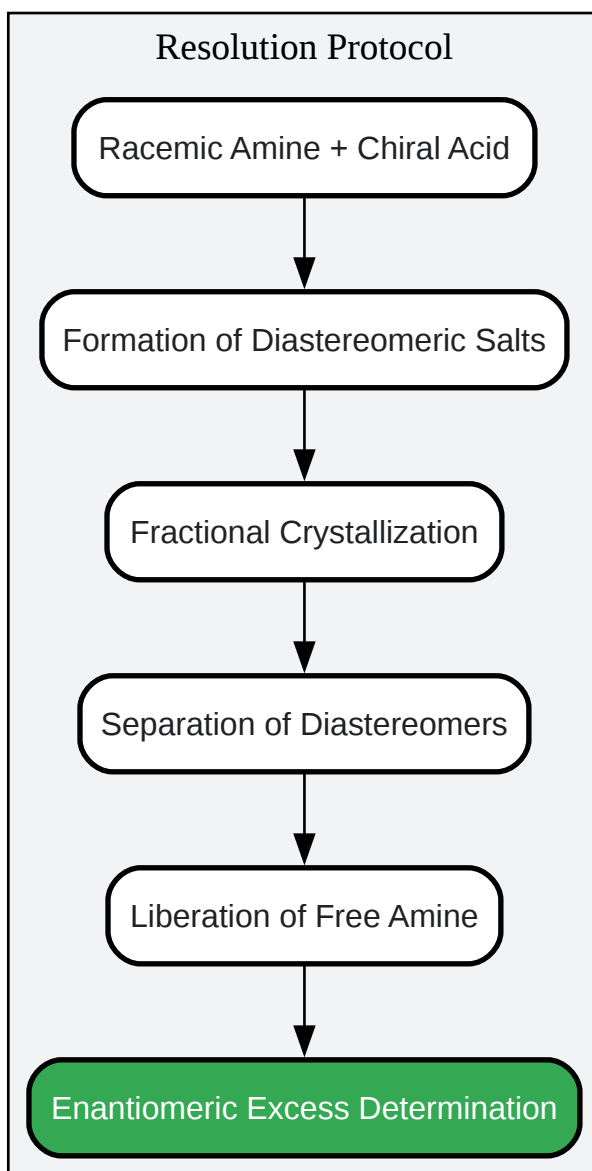 Resolution Protocol
Racemic Amine + Chiral Acid
Formation of Diastereomeric Salts
Fractional Crystallization
Separation of Diastereomers
Liberation of Free Amine
Enantiomeric Excess Determination